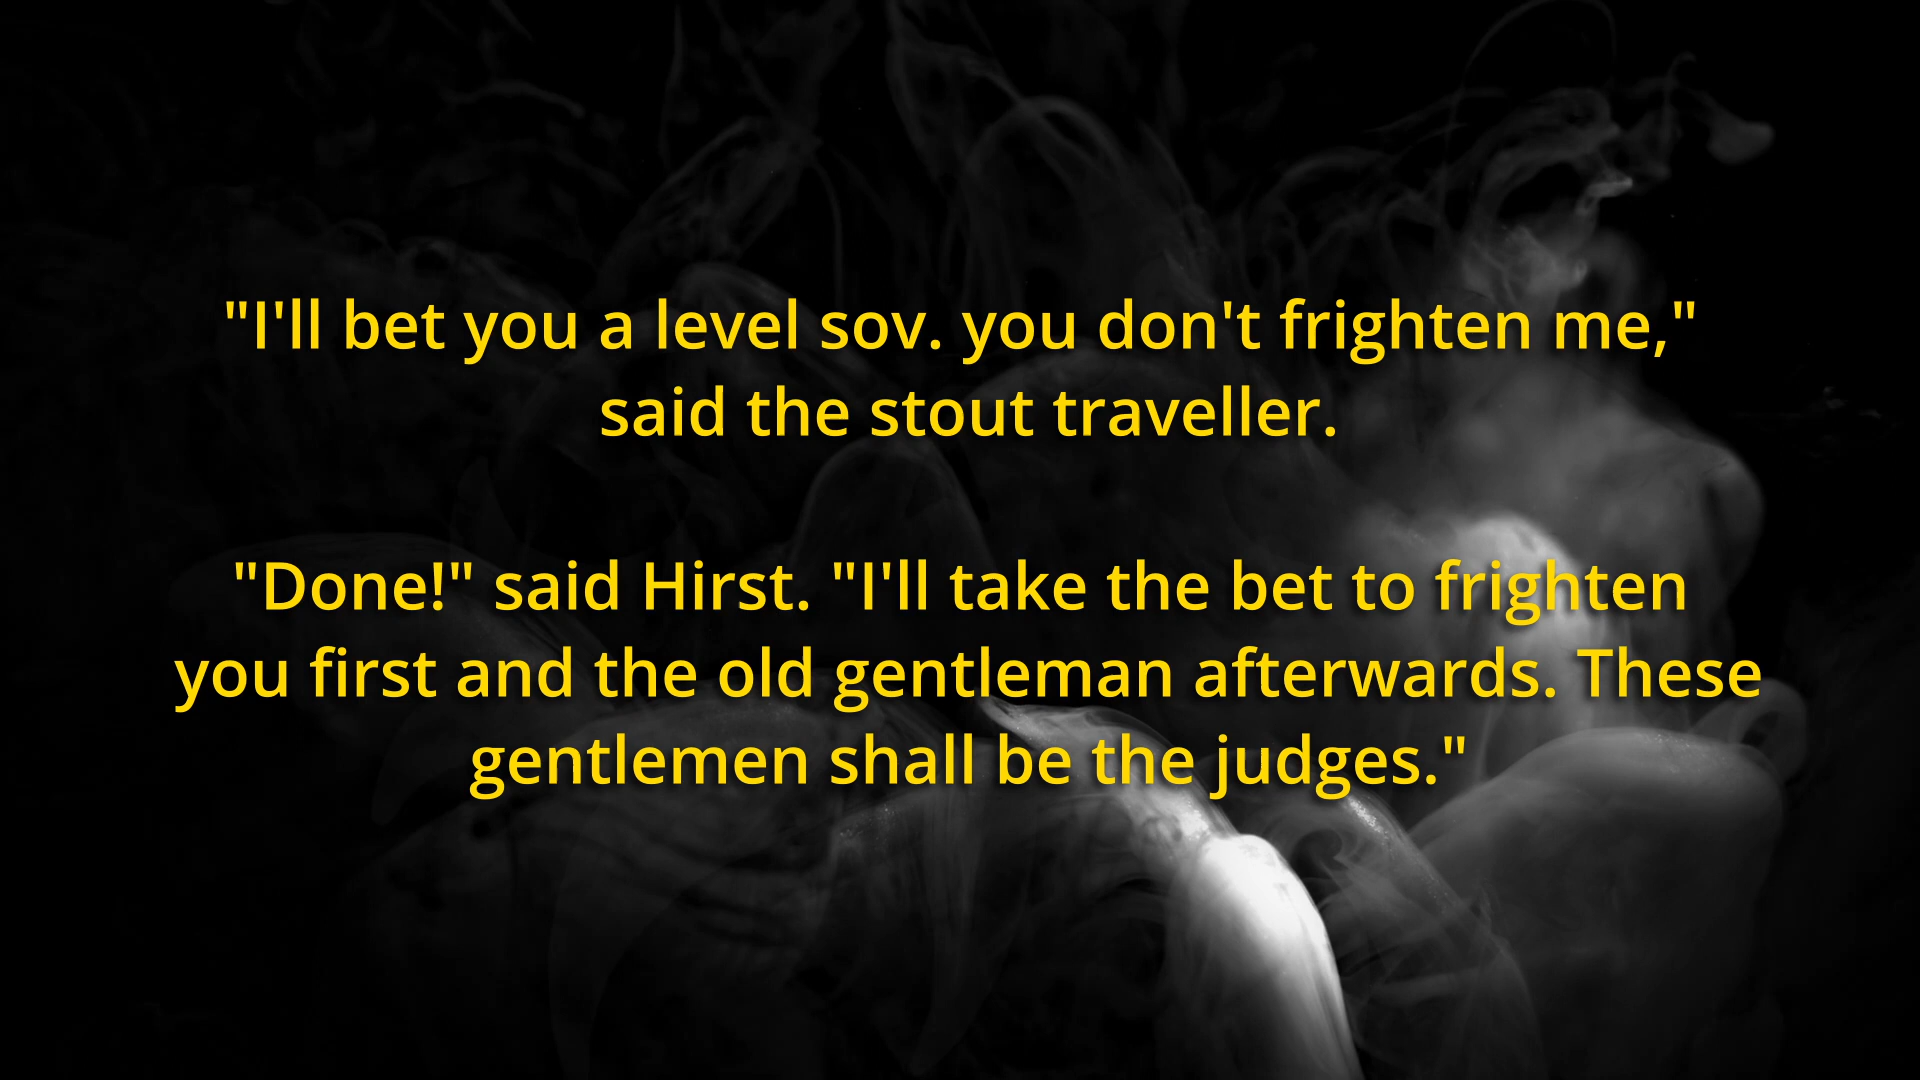 "I'll bet you a level sov. you don't frighten me,"
said the stout traveller.
"Done!" said Hirst. "I'll take the bet to frighten
you first and the old gentleman afterwards. These
gentlemen shall be the judges."